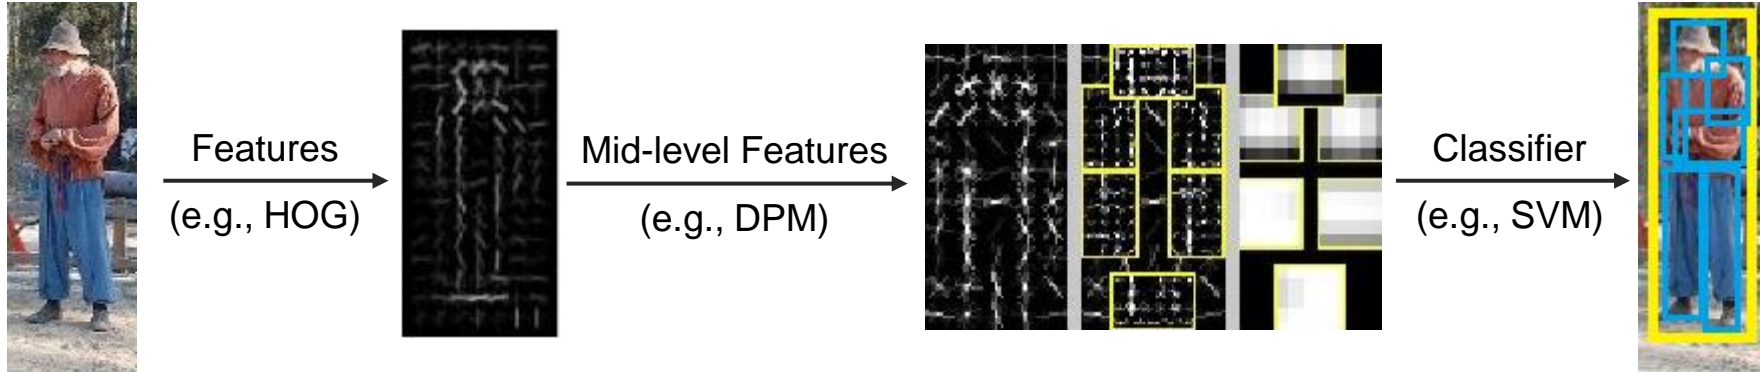 Features
(e.g., HOG)
Mid-level Features
(e.g., DPM)
Classifier
(e.g., SVM)